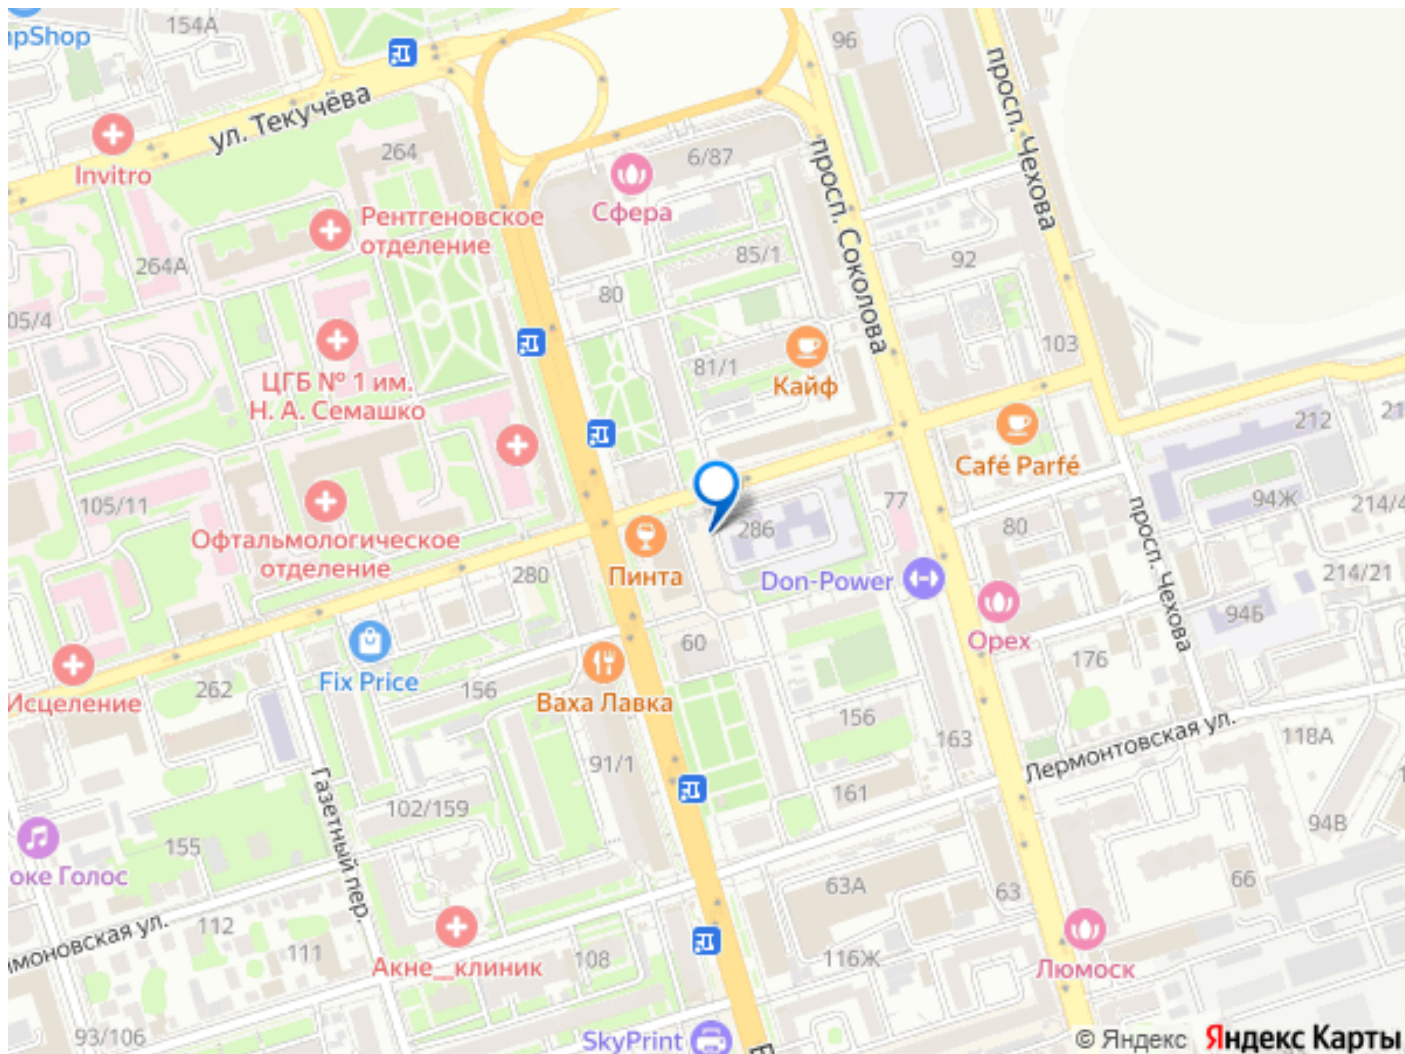 154А
96
mpShop
просп. Чехова
ул. Текучёва
Invitro
264
6/87
просп. Соколова
Сфера
Рентгеновское
отделение
264А
85/1
92
80
05/4
103
81/1
Кайф
ЦГБ № 1 им.
Н. А. Семашко
212
21
Café Parfé
105/11
77
94Ж
214/4
286
80
просп. Чехова
Офтальмологическое
отделение
280
Пинта
Don-Power
214/21
94Б
Орех
60
176
Исцеление
262
Fix Price
156
Ваха Лавка
156
163
Лермонтовская ул.
118А
91/1
Газетный пер.
102/159
161
94В
155
оке Голос
63А
63
66
112
моновская ул.
111
Акне_клиник
108
116Ж
Люмоск
93/106
SkyPrint
© Яндекс Яндекс Карты